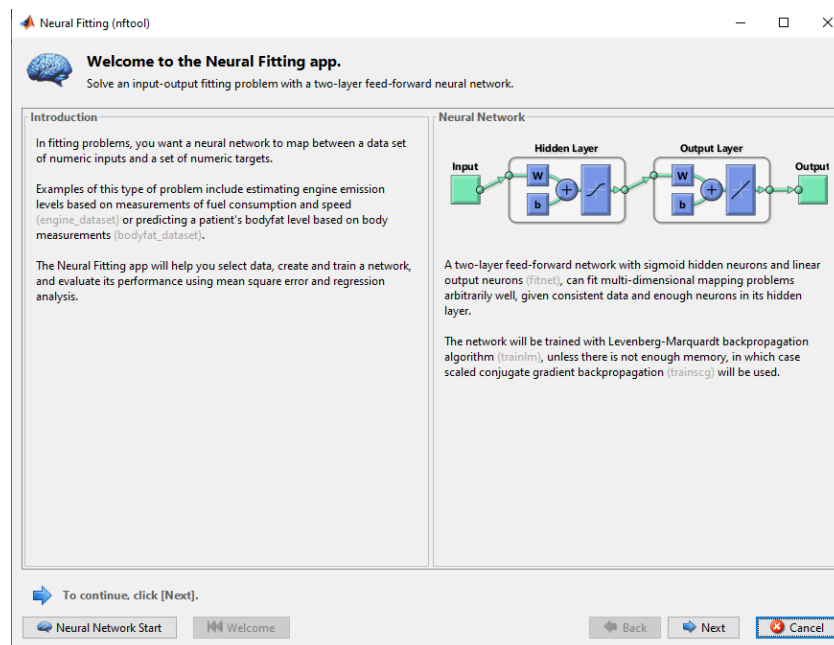 Neural Fitting (nftool)
Welcome to the Neural Fitting app.
Solve an input-output fitting problem with a two-layer feed-forward neural network.
Introduction
In fitting problems, you want a neural network to map between a data set
of numeric inputs and a set of numeric targets.
Examples of this type of problem include estimating engine emission
levels based on measurements of fuel consumption and speed
(engine_dataset) or predicting a patient's bodyfat level based on body
measurements (bodyfat_dataset).
The Neural Fitting app will help you select data, create and train a network,
and evaluate its performance using mean square error and regression
analysis.
Neural Network
Hidden Layer
Output Layer
Input
Output
W
b
W
b
A two-layer feed-forward network with sigmoid hidden neurons and linear
output neurons (fitnet), can fit multi-dimensional mapping problems
arbitrarily well, given consistent data and enough neurons in its hidden
layer.
The network will be trained with Levenberg-Marquardt backpropagation
algorithm (trainlm), unless there is not enough memory, in which case
scaled conjugate gradient backpropagation (trainscg) will be used.
To continue, click [Next].
Neural Network Start
Welcome
Back
Next
Cancel